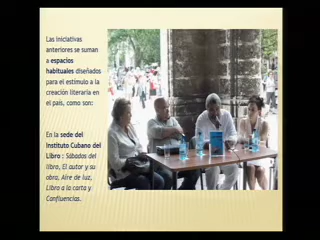 Las iniciativas
anteriores se suman
a espacios
habituales diseñados
para el estímulo a la
creación literaria en
el país, como son:
En la sede del
Instituto Cubano del
Libro : Sábados del
libro, El autor y su
obra, Aire de luz,
Libro a la carta y
Confluencias.